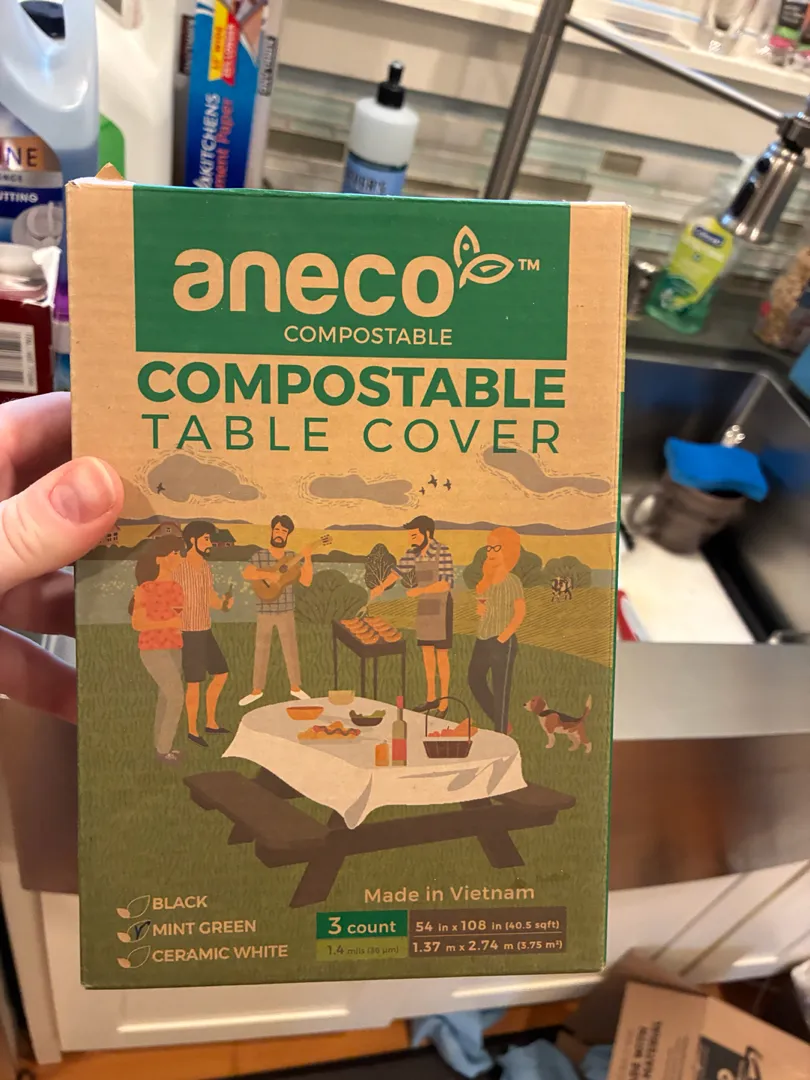 aneco™
COMPOSTABLE
COMPOSTABLE
TABLE COVER
Made in Vietnam
BLACK
MINT GREEN
CERAMIC WHITE
3 count
1.4 mils (36 µm)
54 in x 108 in (40.5 sqft)
1.37 m x 2.74 m (3.75 m²)
KITCHENS